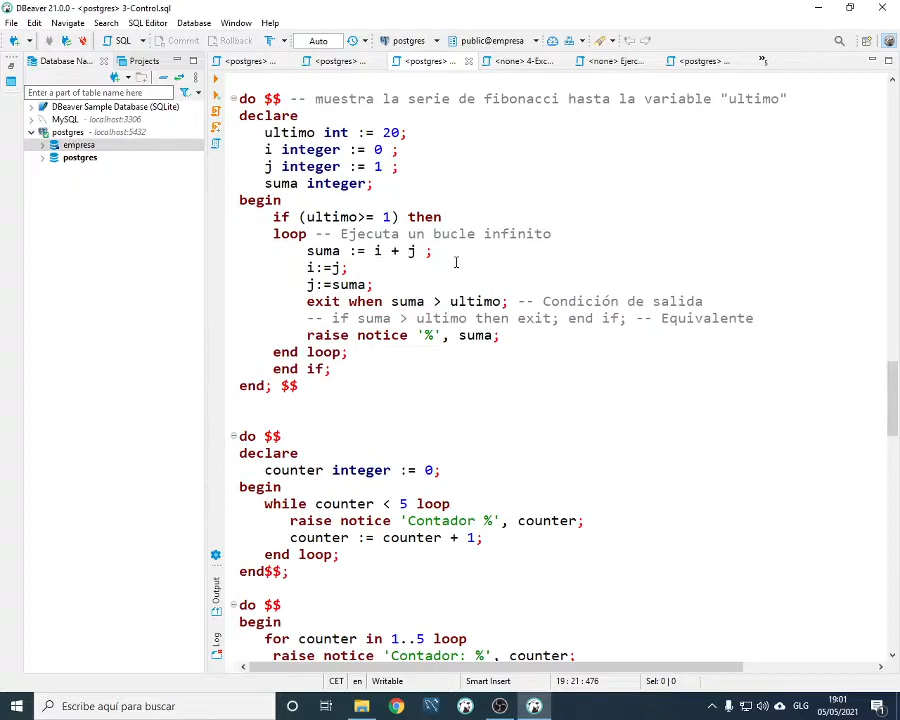 DBeaver 21.0.0 - <postgres> 3-Control.sql
File Edit Navigate Search SQL Editor Database Window Help
SQL Commit Rollback T Auto postgres public@empresa
Database Na... Projects <postgres> ... <postgres> ... <postgres> ... <none> 4-Exc... <none> Ejerc... <postgres> ... »5
Enter a part of table name here
DBeaver Sample Database (SQLite)
MySQL - localhost:3306
postgres - localhost:5432
empresa
postgres
do $$ -- muestra la serie de fibonacci hasta la variable "ultimo"
declare
ultimo int := 20;
i integer := 0 ;
j integer := 1 ;
suma integer;
begin
if (ultimo>= 1) then
loop -- Ejecuta un bucle infinito
suma := i + j ;
i:=j;
j:=suma;
exit when suma > ultimo; -- Condición de salida
-- if suma > ultimo then exit; end if; -- Equivalente
raise notice '%', suma;
end loop;
end if;
end; $$
do $$
declare
counter integer := 0;
begin
while counter < 5 loop
raise notice 'Contador %', counter;
counter := counter + 1;
end loop;
end$$;
do $$
begin
for counter in 1..5 loop
raise notice 'Contador: %', counter;
Output
Log
CET en Writable Smart Insert 19 : 21 : 476 Sel: 0 | 0
Escribe aquí para buscar
GLG
19:01
05/05/2021
1